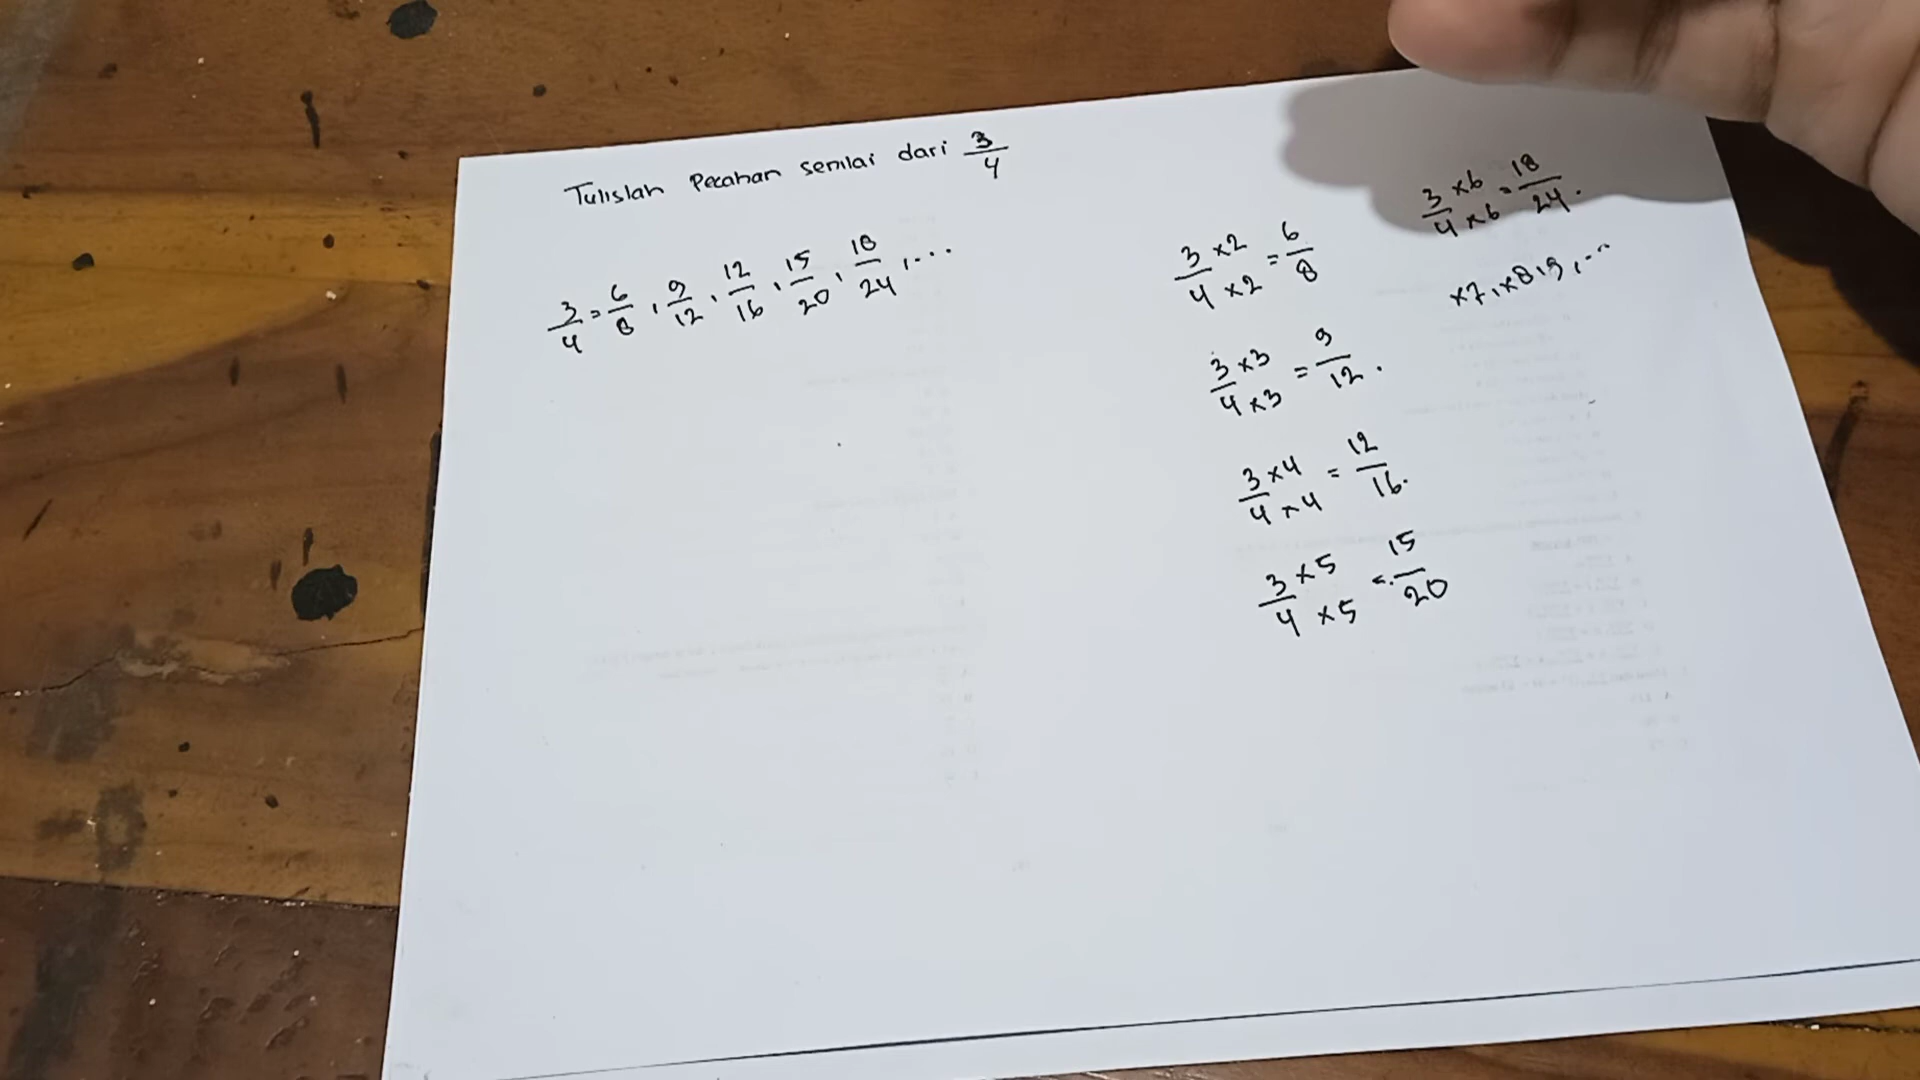 Tulislah Pecahan senilai dari 3/4
3/4 = 6/8, 9/12, 12/16, 15/20, 18/24, ...
3/4 ×2 ×2 = 6/8
3/4 ×3 ×3 = 9/12.
3/4 ×4 ×4 = 12/16.
3/4 ×5 ×5 = 15/20
3/4 ×6 ×6 = 18/24.
×7, ×8, 9, ...